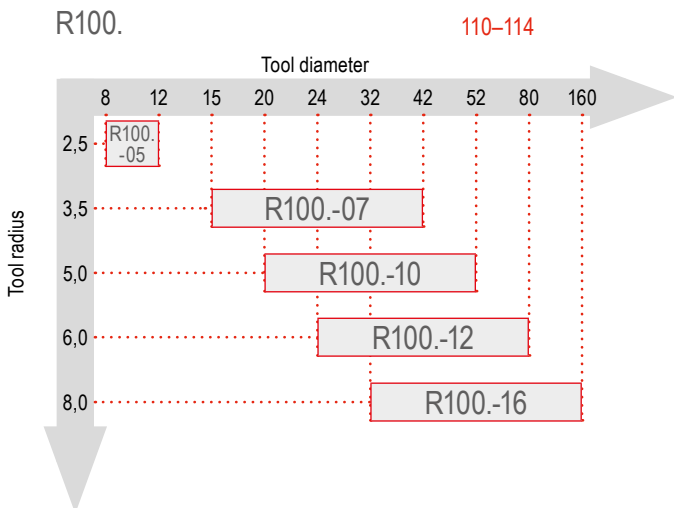 R100. 110–114
Tool diameter
8 12 15 20 24 32 42 52 80 160
2,5 R100.
-05
3,5 R100.-07
Tool radius
5,0 R100.-10
6,0 R100.-12
8,0 R100.-16